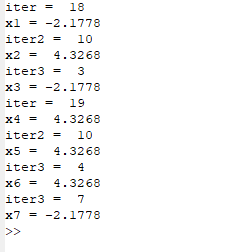 iter =  18
x1 = -2.1778
iter2 =  10
x2 =  4.3268
iter3 =  3
x3 = -2.1778
iter =  19
x4 =  4.3268
iter2 =  10
x5 =  4.3268
iter3 =  4
x6 =  4.3268
iter3 =  7
x7 = -2.1778
>>